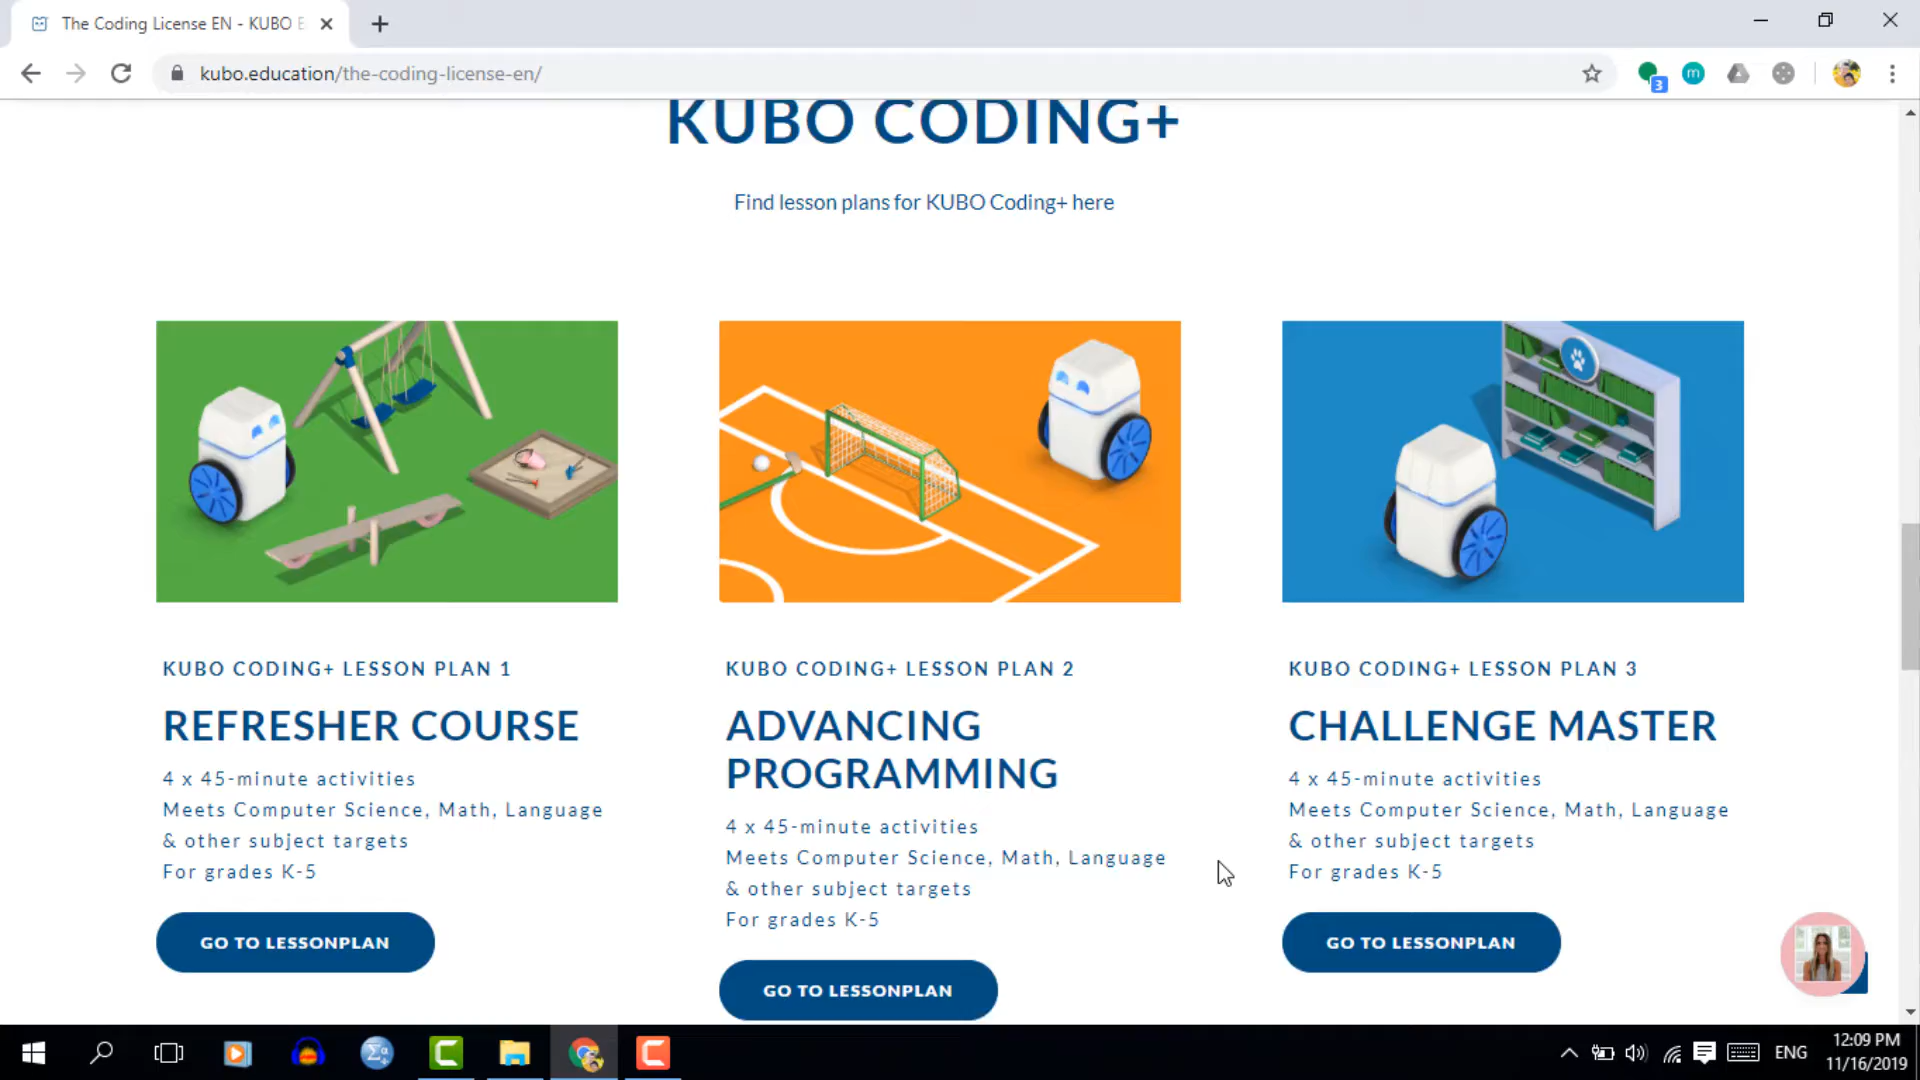 The Coding License EN - KUBO E
kubo.education/the-coding-license-en/
3
m
KUBO CODING+
Find lesson plans for KUBO Coding+ here
KUBO CODING+ LESSON PLAN 1
REFRESHER COURSE
4 x 45-minute activities
Meets Computer Science, Math, Language
& other subject targets
For grades K-5
GO TO LESSONPLAN
KUBO CODING+ LESSON PLAN 2
ADVANCING
PROGRAMMING
4 x 45-minute activities
Meets Computer Science, Math, Language
& other subject targets
For grades K-5
GO TO LESSONPLAN
KUBO CODING+ LESSON PLAN 3
CHALLENGE MASTER
4 x 45-minute activities
Meets Computer Science, Math, Language
& other subject targets
For grades K-5
GO TO LESSONPLAN
ENG
12:09 PM
11/16/2019